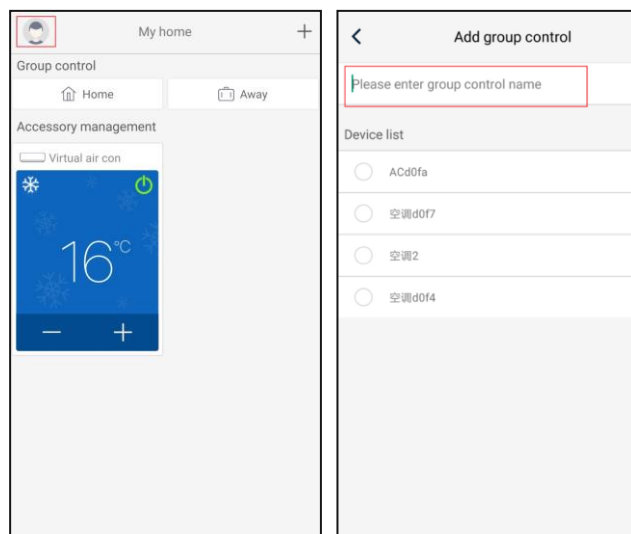 My home
Group control
Home
Away
Accessory management
Virtual air con
16°C
Add group control
Please enter group control name
Device list
ACd0fa
空调d0f7
空调2
空调d0f4